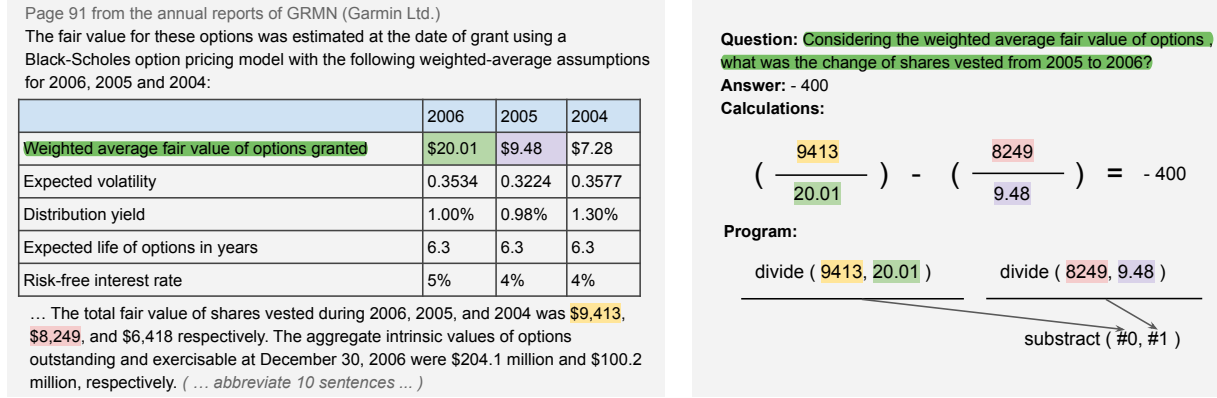 Page 91 from the annual reports of GRMN (Garmin Ltd.)
The fair value for these options was estimated at the date of grant using a
Black-Scholes option pricing model with the following weighted-average assumptions
for 2006, 2005 and 2004:
2006 2005 2004
Weighted average fair value of options granted $20.01 $9.48 $7.28
Expected volatility 0.3534 0.3224 0.3577
Distribution yield 1.00% 0.98% 1.30%
Expected life of options in years 6.3 6.3 6.3
Risk-free interest rate 5% 4% 4%
… The total fair value of shares vested during 2006, 2005, and 2004 was $9,413,
$8,249, and $6,418 respectively. The aggregate intrinsic values of options
outstanding and exercisable at December 30, 2006 were $204.1 million and $100.2
million, respectively. ( … abbreviate 10 sentences ... )
Question: Considering the weighted average fair value of options ,
what was the change of shares vested from 2005 to 2006?
Answer: - 400
Calculations:
9413 8249
( ) - ( ) = - 400
20.01 9.48
Program:
divide ( 9413, 20.01 ) divide ( 8249, 9.48 )
substract ( #0, #1 )